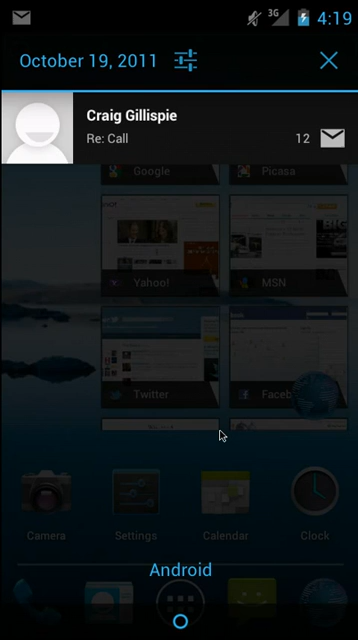 3G 4:19
October 19, 2011
Craig Gillispie
Re: Call 12
Google Picasa
Yahoo! MSN
Twitter Faceb
Camera Settings Calendar Clock
Android